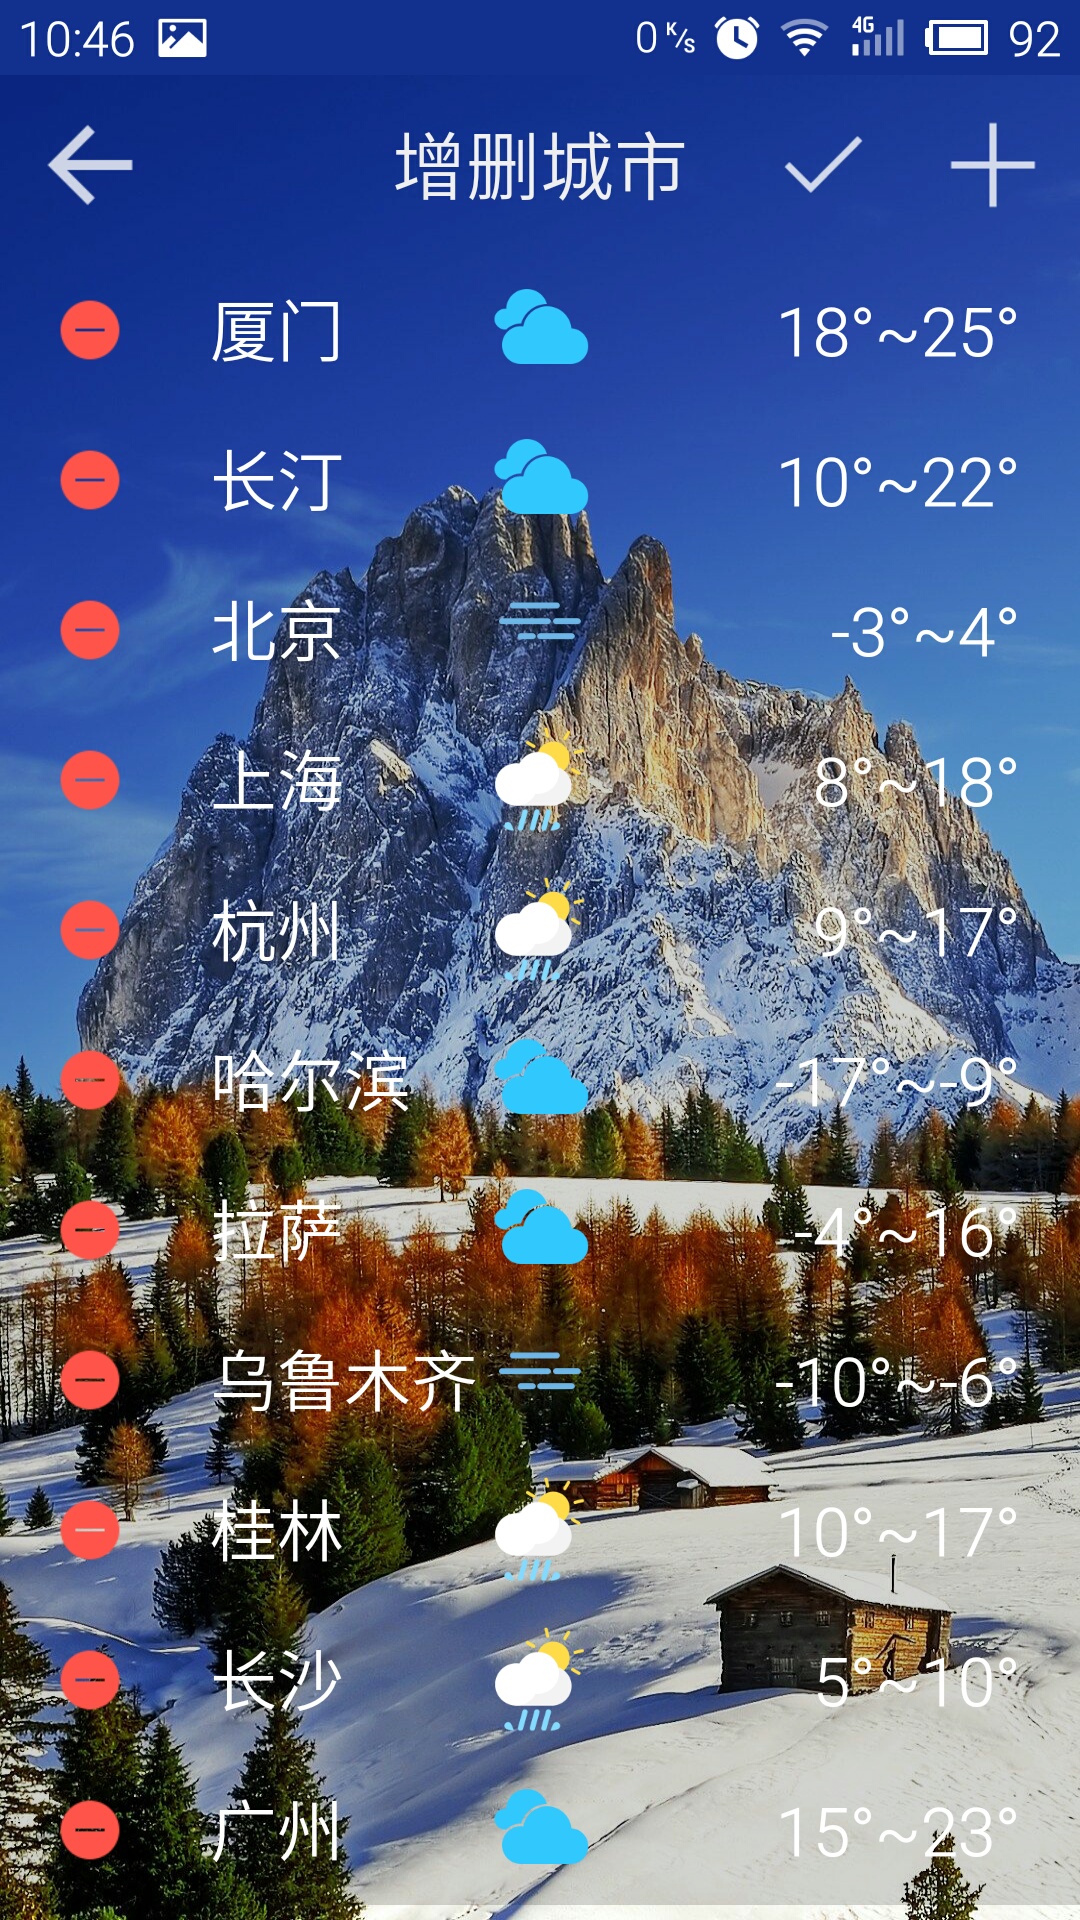 10:46 0 K/s 4G 92
增删城市
厦门 18°~25°
长汀 10°~22°
北京 -3°~4°
上海 8°~18°
杭州 9°~17°
哈尔滨 -17°~-9°
拉萨 -4°~16°
乌鲁木齐 -10°~-6°
桂林 10°~17°
长沙 5°~10°
广州 15°~23°